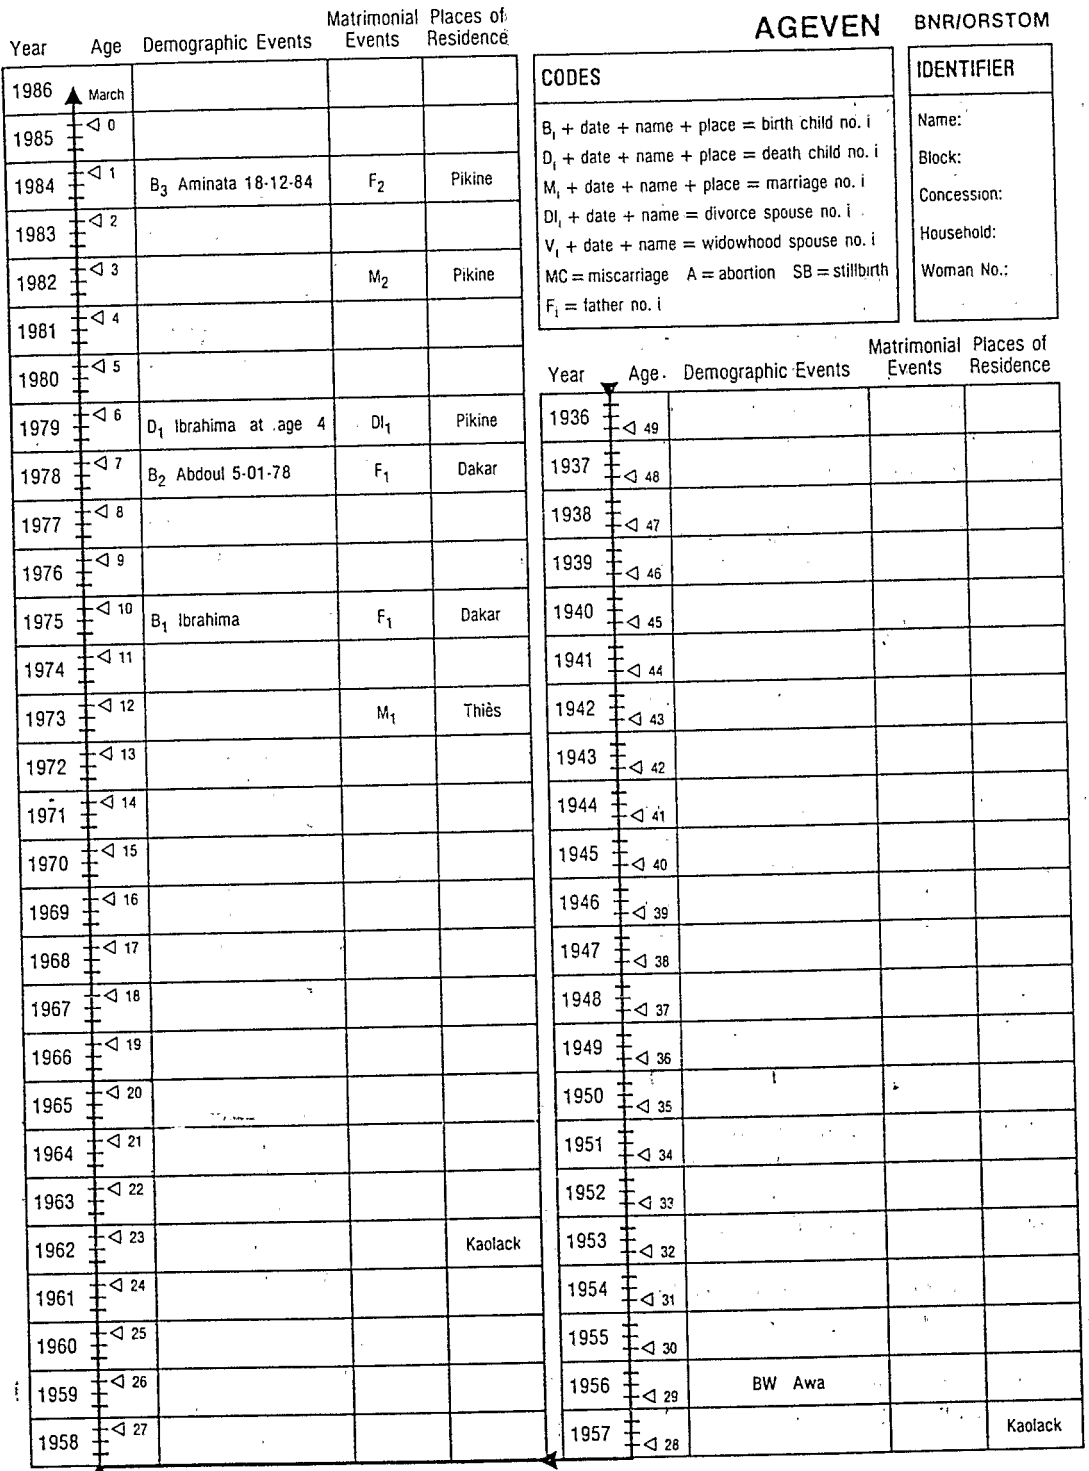 AGEVEN BNR/ORSTOM
Year Age Demographic Events Matrimonial Events Places of Residence
1986 March
1985 ◁ 0
1984 ◁ 1 B₃ Aminata 18-12-84 F₂ Pikine
1983 ◁ 2
1982 ◁ 3 M₂ Pikine
1981 ◁ 4
1980 ◁ 5
1979 ◁ 6 D₁ Ibrahima at age 4 DI₁ Pikine
1978 ◁ 7 B₂ Abdoul 5-01-78 F₁ Dakar
1977 ◁ 8
1976 ◁ 9
1975 ◁ 10 B₁ Ibrahima F₁ Dakar
1974 ◁ 11
1973 ◁ 12 M₁ Thiès
1972 ◁ 13
1971 ◁ 14
1970 ◁ 15
1969 ◁ 16
1968 ◁ 17
1967 ◁ 18
1966 ◁ 19
1965 ◁ 20
1964 ◁ 21
1963 ◁ 22
1962 ◁ 23 Kaolack
1961 ◁ 24
1960 ◁ 25
1959 ◁ 26
1958 ◁ 27
CODES
Bᵢ + date + name + place = birth child no. i
Dᵢ + date + name + place = death child no. i
Mᵢ + date + name + place = marriage no. i
DIᵢ + date + name = divorce spouse no. i
Vᵢ + date + name = widowhood spouse no. i
MC = miscarriage A = abortion SB = stillbirth
Fᵢ = father no. i
IDENTIFIER
Name:
Block:
Concession:
Household:
Woman No.:
Year Age Demographic Events Matrimonial Events Places of Residence
1936 ◁ 49
1937 ◁ 48
1938 ◁ 47
1939 ◁ 46
1940 ◁ 45
1941 ◁ 44
1942 ◁ 43
1943 ◁ 42
1944 ◁ 41
1945 ◁ 40
1946 ◁ 39
1947 ◁ 38
1948 ◁ 37
1949 ◁ 36
1950 ◁ 35
1951 ◁ 34
1952 ◁ 33
1953 ◁ 32
1954 ◁ 31
1955 ◁ 30
1956 ◁ 29 BW Awa
1957 ◁ 28 Kaolack